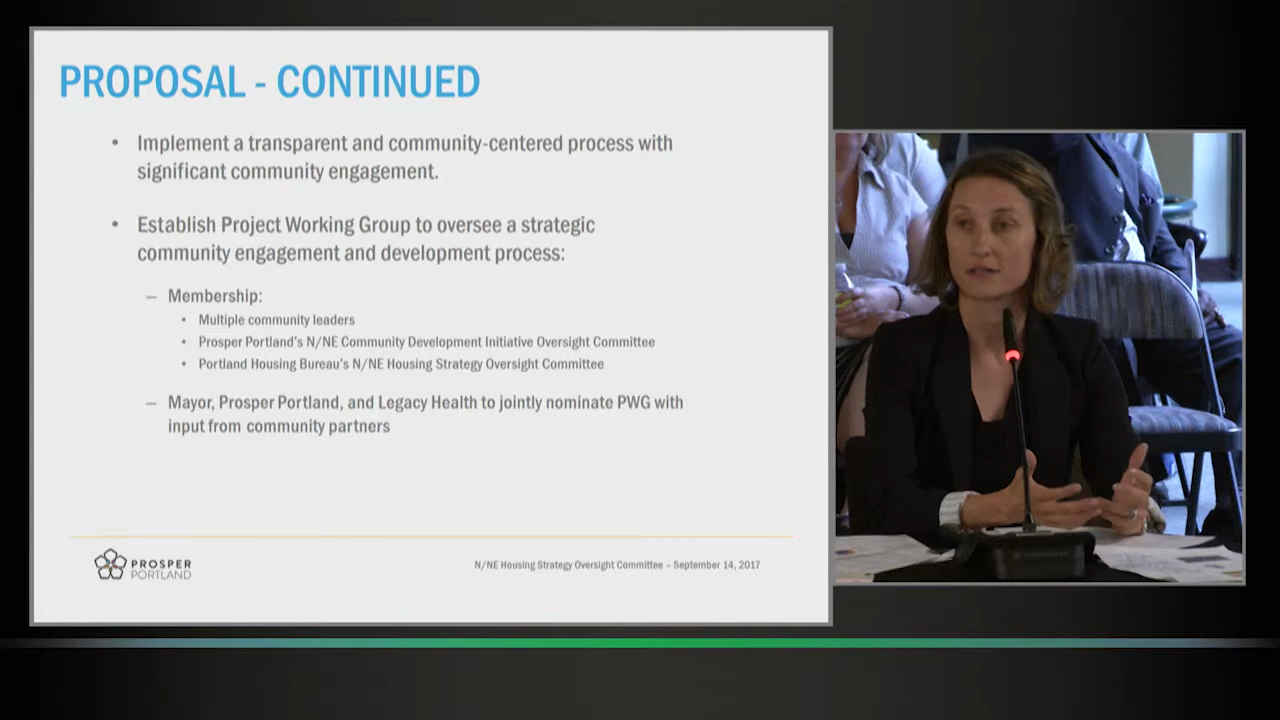 PROPOSAL - CONTINUED
• Implement a transparent and community-centered process with
significant community engagement.
• Establish Project Working Group to oversee a strategic
community engagement and development process:
– Membership:
• Multiple community leaders
• Prosper Portland's N/NE Community Development Initiative Oversight Committee
• Portland Housing Bureau's N/NE Housing Strategy Oversight Committee
– Mayor, Prosper Portland, and Legacy Health to jointly nominate PWG with
input from community partners
PROSPER
PORTLAND
N/NE Housing Strategy Oversight Committee – September 14, 2017